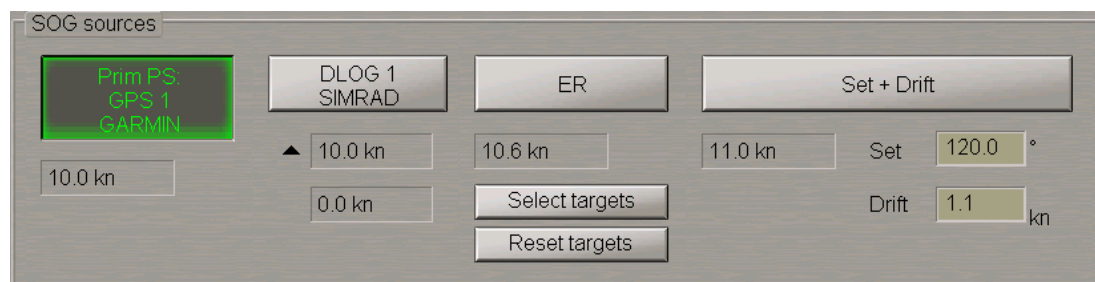 SOG sources
Prim PS:
GPS 1
GARMIN
10.0 kn
DLOG 1
SIMRAD
10.0 kn
0.0 kn
ER
10.6 kn
Select targets
Reset targets
Set + Drift
11.0 kn
Set 120.0 °
Drift 1.1 kn